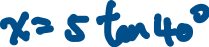 x = 5 tan 40°